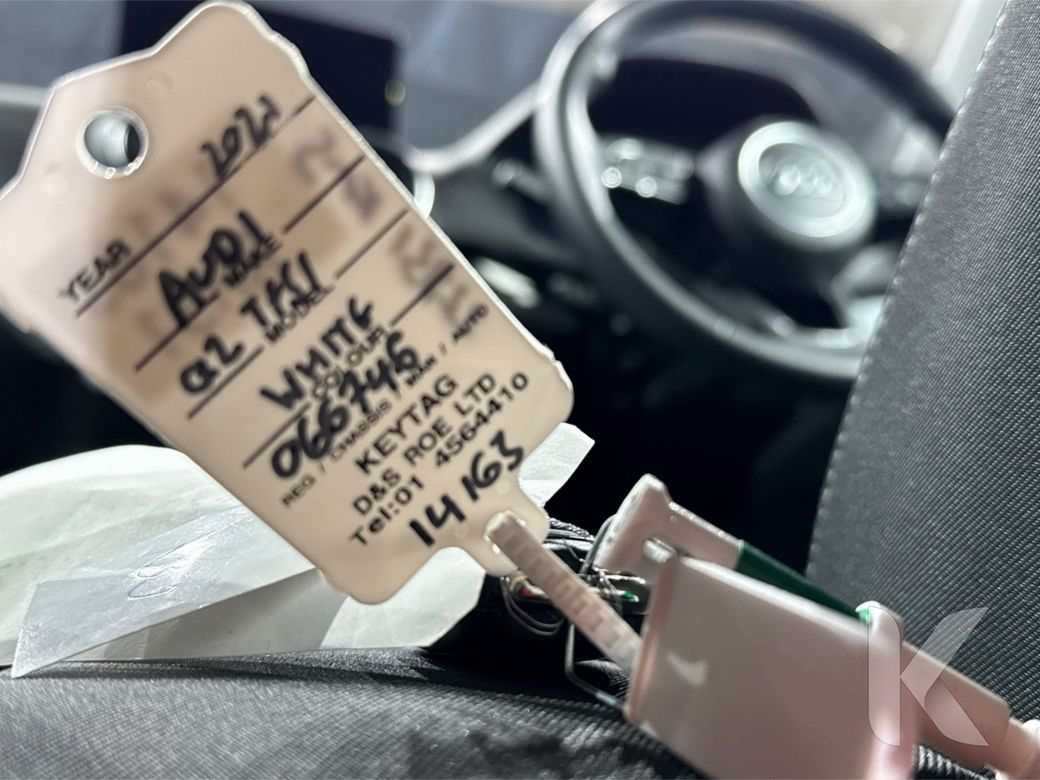 YEAR 2021
AUDI
MAKE
Q2 TFSI
MODEL
WHITE
COLOUR
066746
REG / CHASSIS MAN / AUTO
KEYTAG
D&S ROE LTD
Tel:01 4564410
14163
1
K